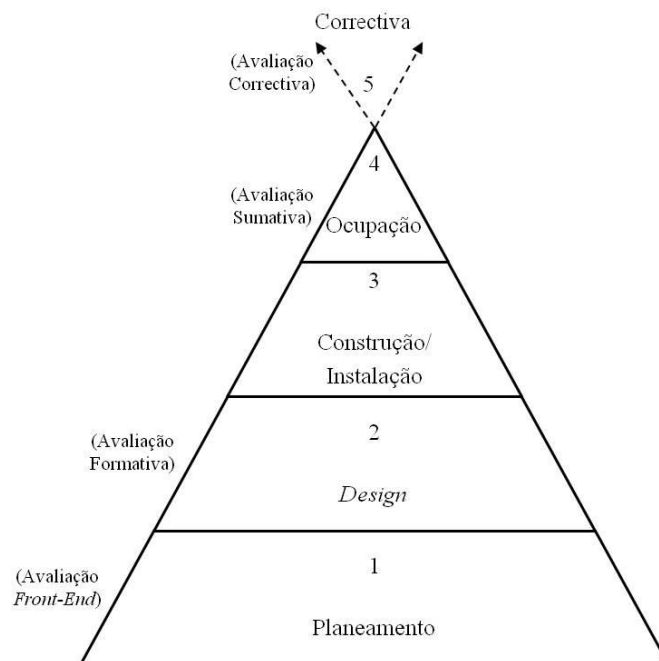 Correctiva
(Avaliação
Correctiva)
5
4
(Avaliação
Sumativa)
Ocupação
3
Construção/
Instalação
2
(Avaliação
Formativa)
Design
1
(Avaliação
Front-End)
Planeamento